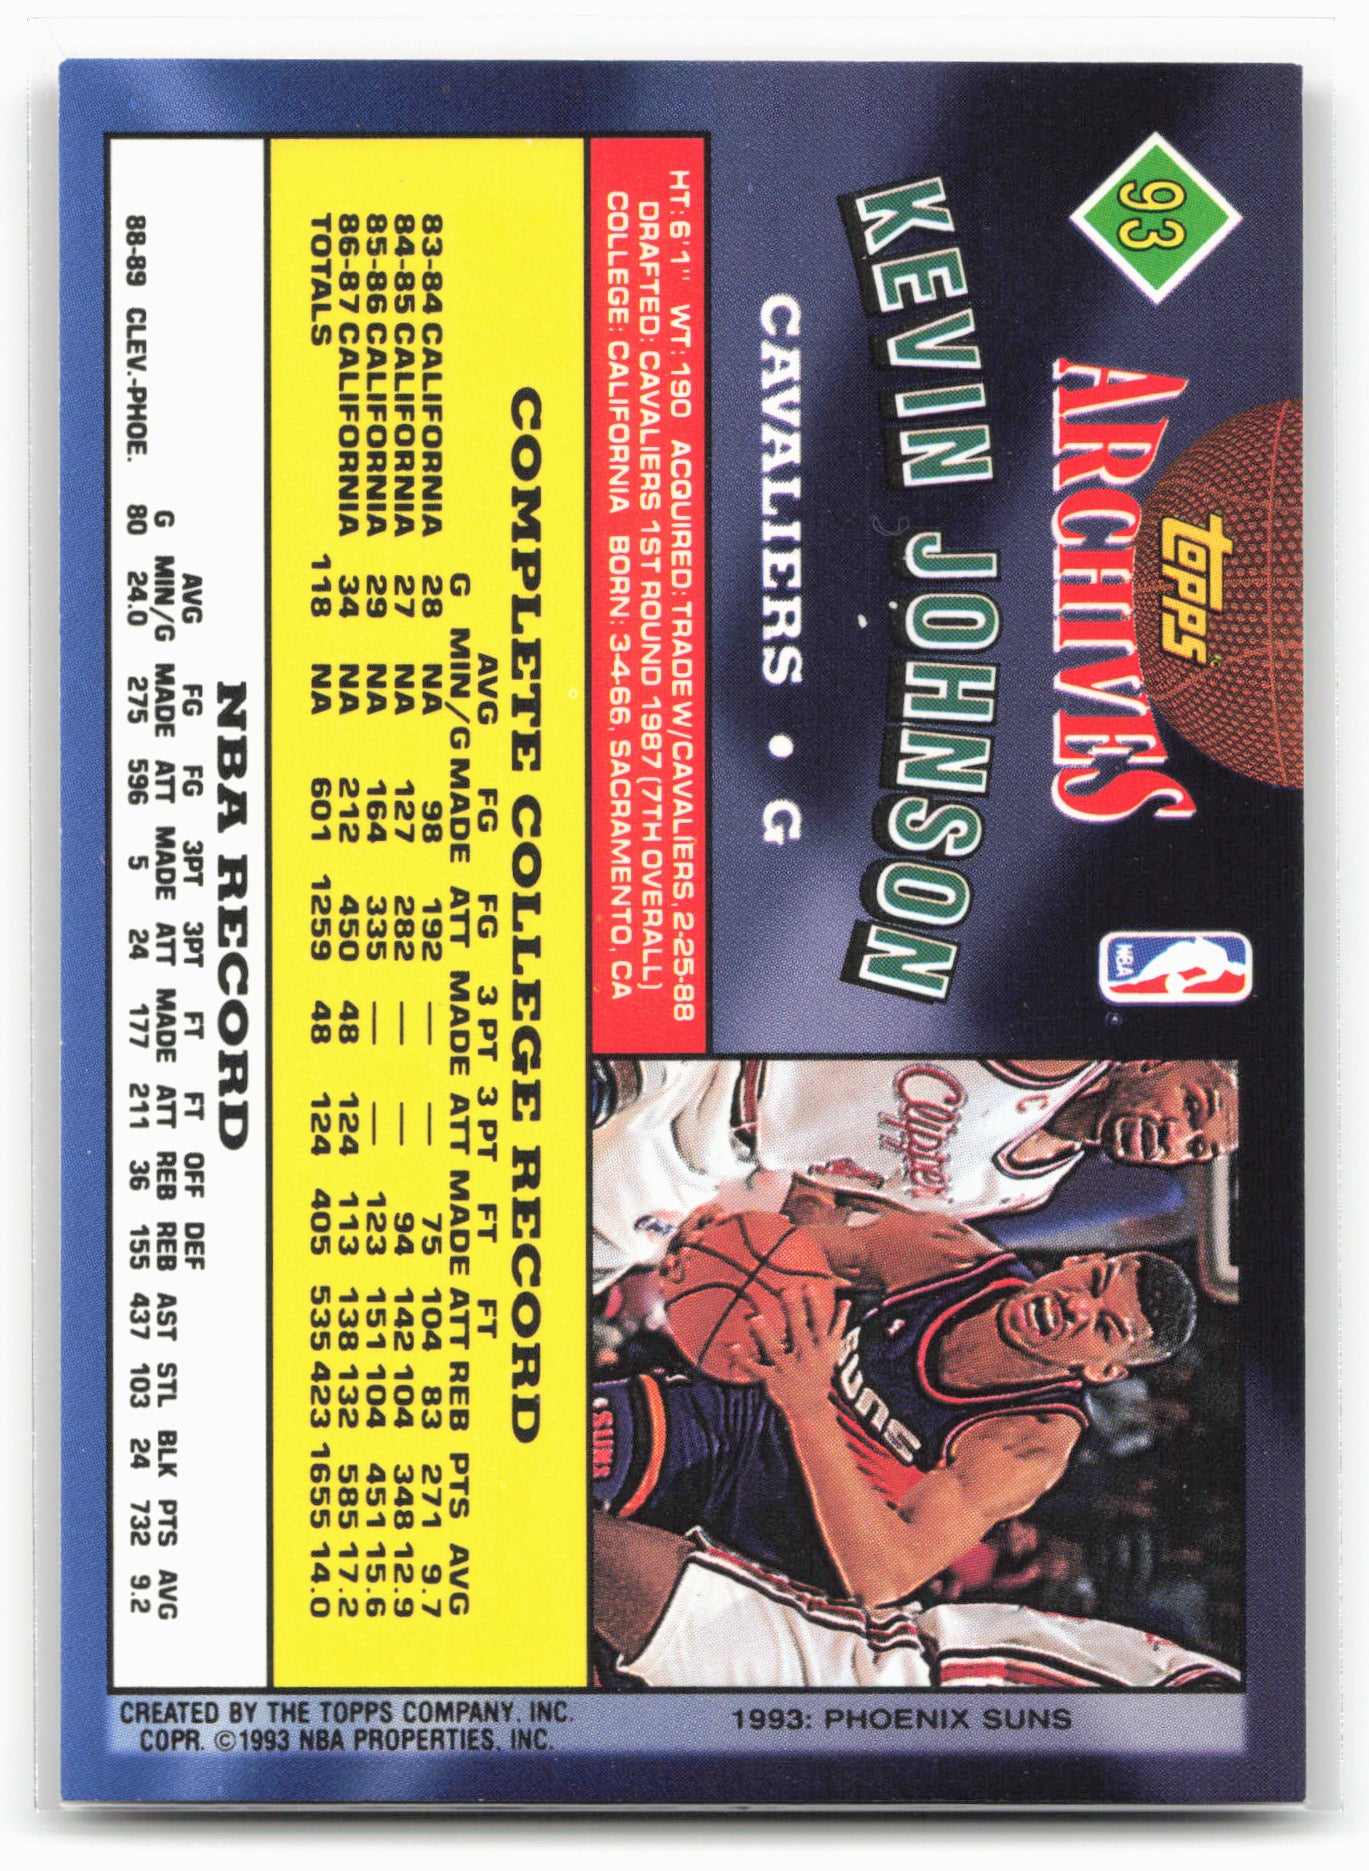 93
topps
ARCHIVES
NBA
KEVIN JOHNSON
CAVALIERS • G
HT: 6'1" WT: 190 ACQUIRED: TRADE W/CAVALIERS, 2-25-88
DRAFTED: CAVALIERS 1ST ROUND 1987 (7TH OVERALL)
COLLEGE: CALIFORNIA BORN: 3-4-66, SACRAMENTO, CA
Clippers
C
SUNS
SUNS
COMPLETE COLLEGE RECORD
AVG FG FG 3 PT 3 PT FT FT
G MIN/G MADE ATT MADE ATT MADE ATT REB PTS AVG
83-84 CALIFORNIA 28 NA 98 192 — — 75 104 83 271 9.7
84-85 CALIFORNIA 27 NA 127 282 — — 94 142 104 348 12.9
85-86 CALIFORNIA 29 NA 164 335 — — 123 151 104 451 15.6
86-87 CALIFORNIA 34 NA 212 450 48 124 113 138 132 585 17.2
TOTALS 118 601 1259 48 124 405 535 423 1655 14.0
NBA RECORD
AVG FG FG 3PT 3PT FT FT OFF DEF
G MIN/G MADE ATT MADE ATT MADE ATT REB REB AST STL BLK PTS AVG
88-89 CLEV.-PHOE. 80 24.0 275 596 5 24 177 211 36 155 437 103 24 732 9.2
1993: PHOENIX SUNS
CREATED BY THE TOPPS COMPANY, INC.
COPR. ©1993 NBA PROPERTIES, INC.